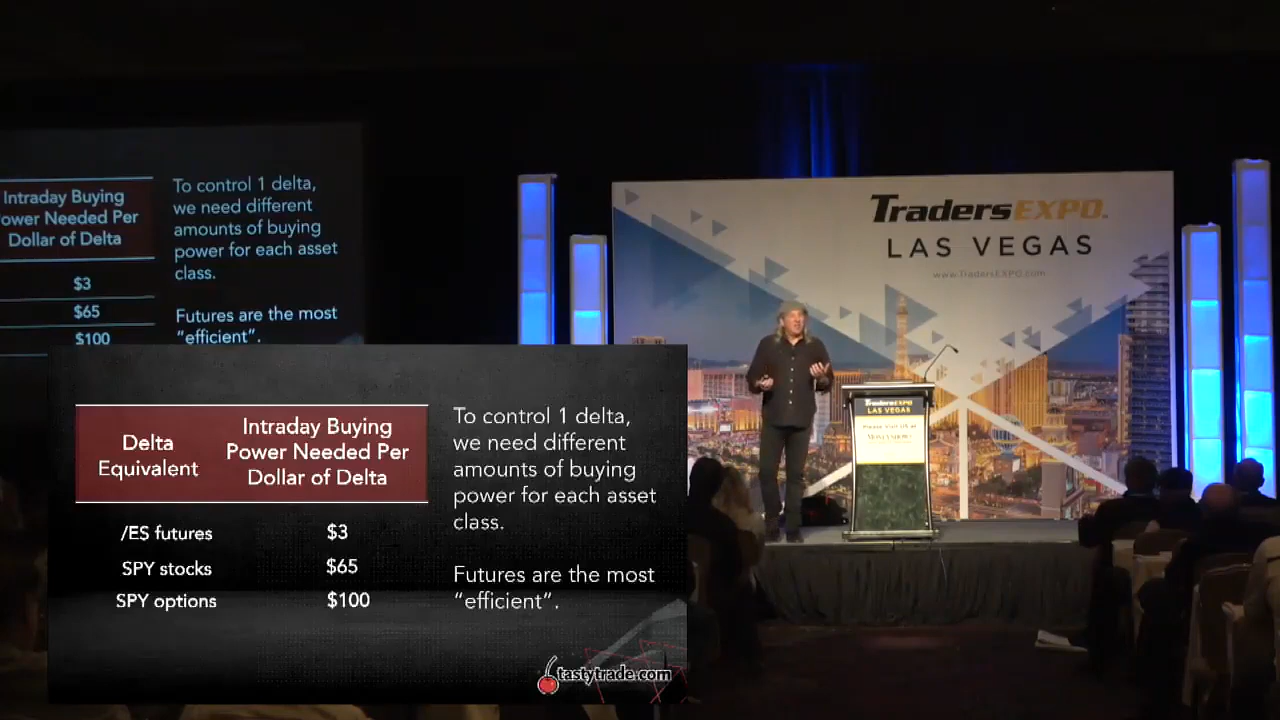 Intraday Buying
ower Needed Per
Dollar of Delta
$3
$65
$100
To control 1 delta,
we need different
amounts of buying
power for each asset
class.
Futures are the most
"efficient".
TradersEXPO.
LAS VEGAS
www.TradersEXPO.com
TradersEXPO
LAS VEGAS
Delta
Equivalent
Intraday Buying
Power Needed Per
Dollar of Delta
/ES futures $3
SPY stocks $65
SPY options $100
To control 1 delta,
we need different
amounts of buying
power for each asset
class.
Futures are the most
"efficient".
tastytrade.com